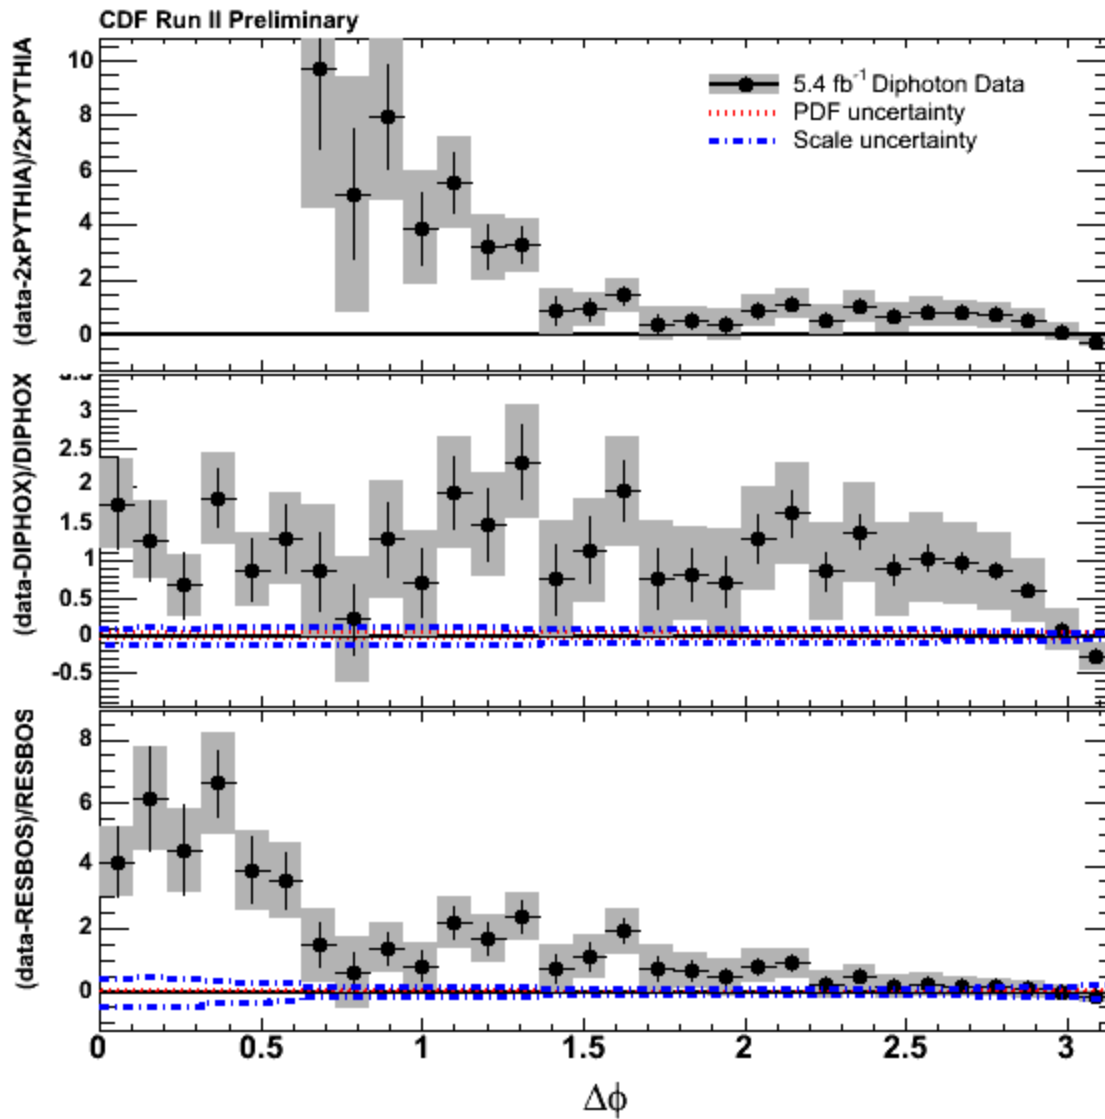 CDF Run II Preliminary
(data-2xPYTHIA)/2xPYTHIA
10
8
6
4
2
0
5.4 fb⁻¹ Diphoton Data
PDF uncertainty
Scale uncertainty
(data-DIPHOX)/DIPHOX
3.5
3
2.5
2
1.5
1
0.5
0
-0.5
(data-RESBOS)/RESBOS
8
6
4
2
0
0 0.5 1 1.5 2 2.5 3
Δϕ